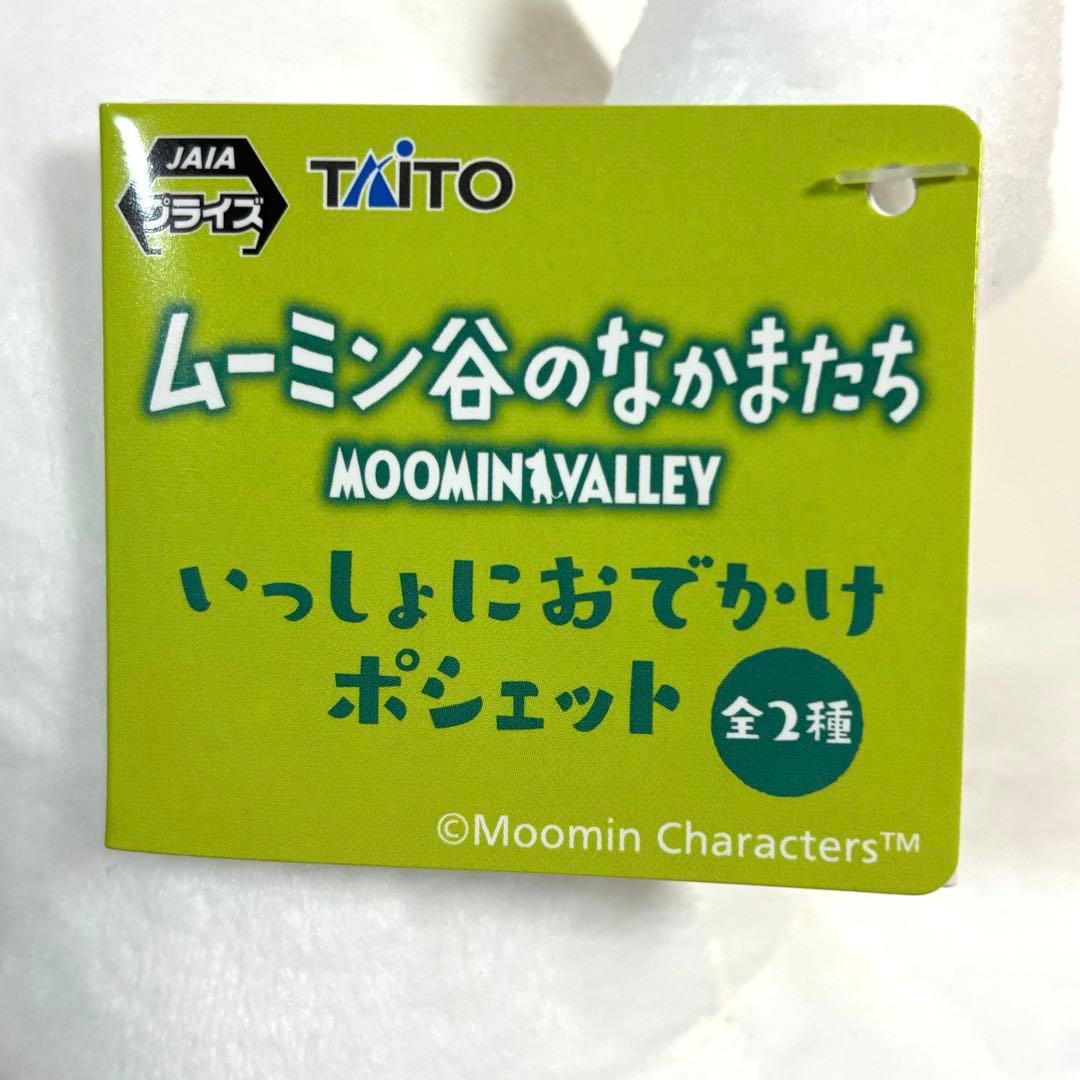 JAIA
プライズ
TAiTO
ムーミン谷のなかまたち
MOOMINVALLEY
いっしょにおでかけ
ポシェット
全2種
©Moomin Characters™